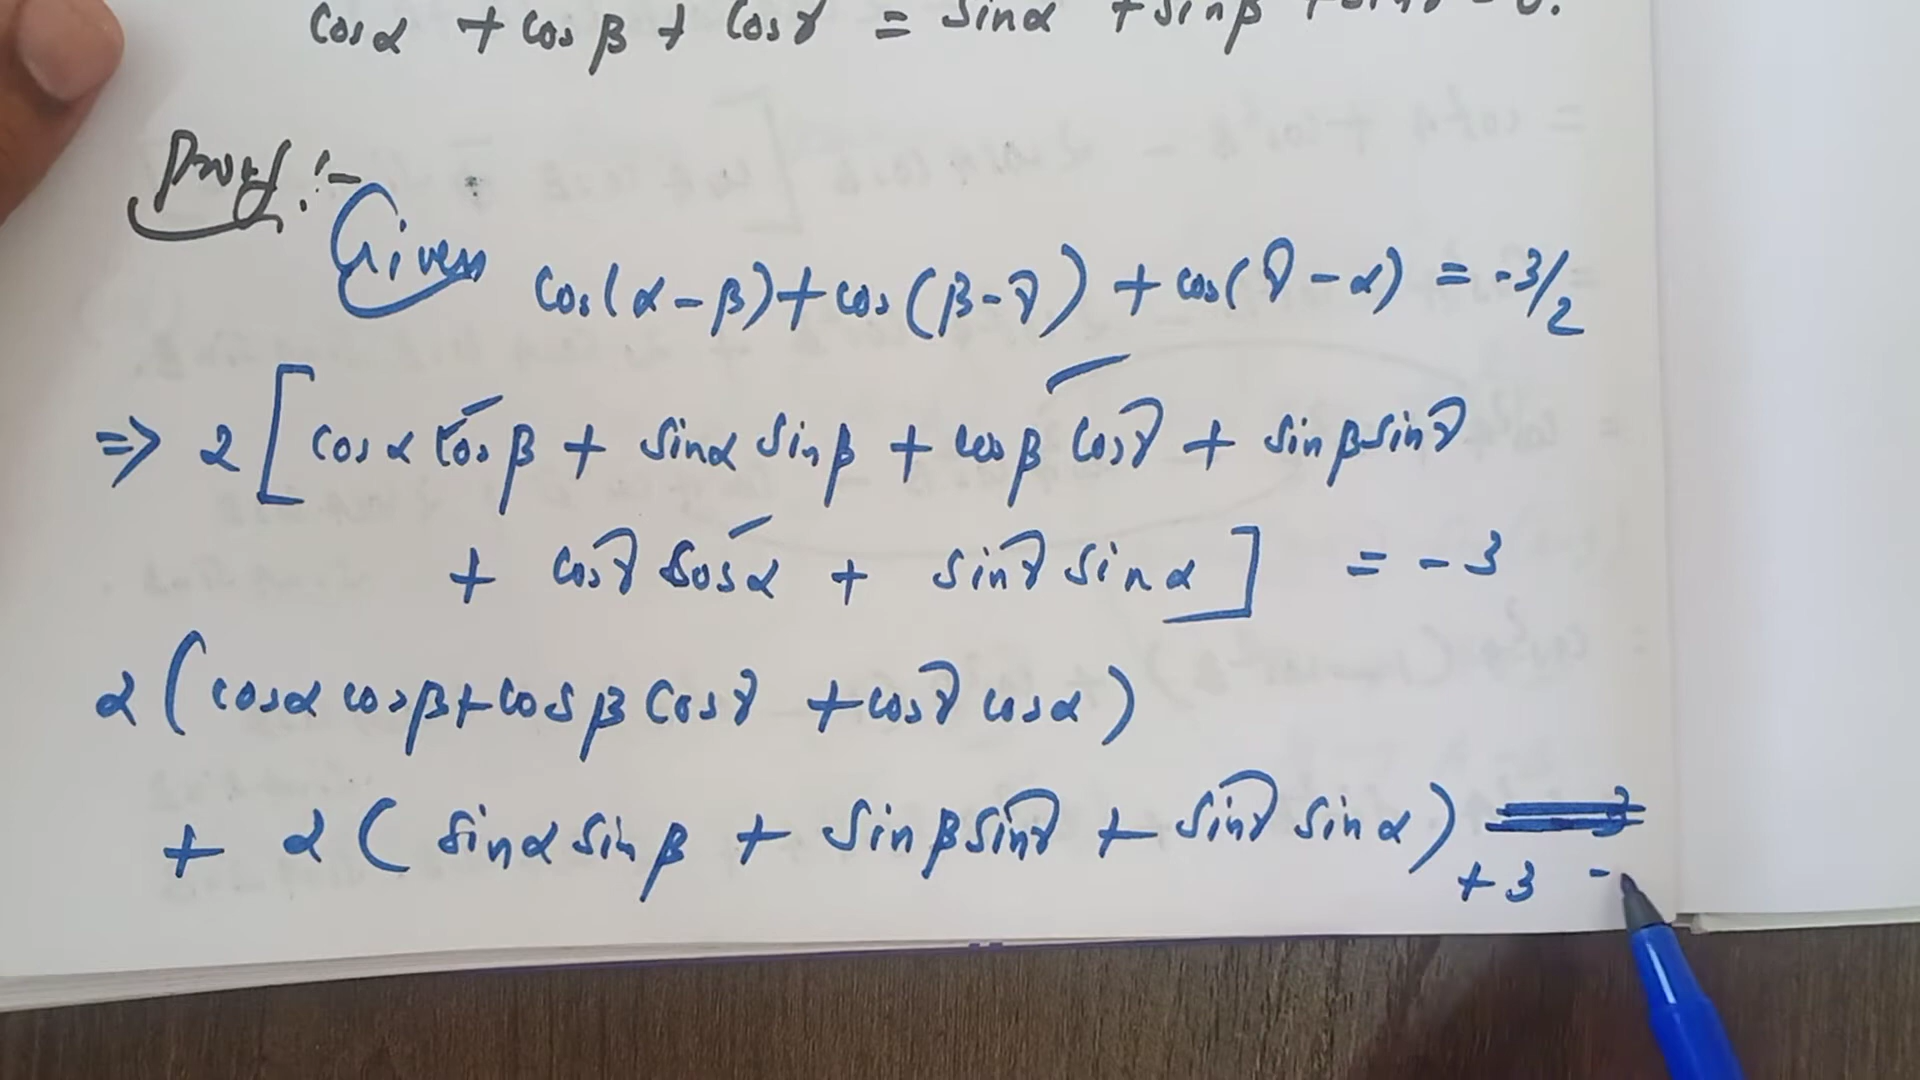 cosα + cosβ + cosγ = sinα + sinβ + sinγ = 0.
Proof :-
Given cos(α-β)+cos(β-γ) + cos(γ-α) = -3/2
=> 2[cosα cosβ + sinα sinβ + cosβ cosγ + sinβ sinγ
+ cosγ cosα + sinγ sinα] = -3
2(cosα cosβ+cosβ cosγ +cosγ cosα)
+ 2( sinα sinβ + sinβ sinγ + sinγ sinα)
+3 -